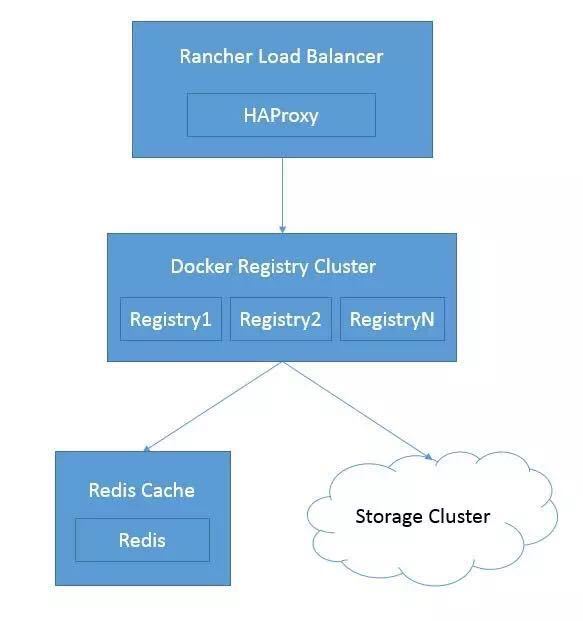 Rancher Load Balancer
HAProxy
Docker Registry Cluster
Registry1 Registry2 RegistryN
Redis Cache
Redis
Storage Cluster